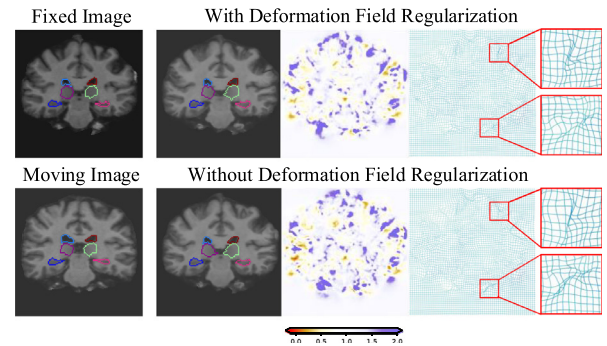 Fixed Image
With Deformation Field Regularization
Moving Image
Without Deformation Field Regularization
0.0 0.5 1.0 1.5 2.0